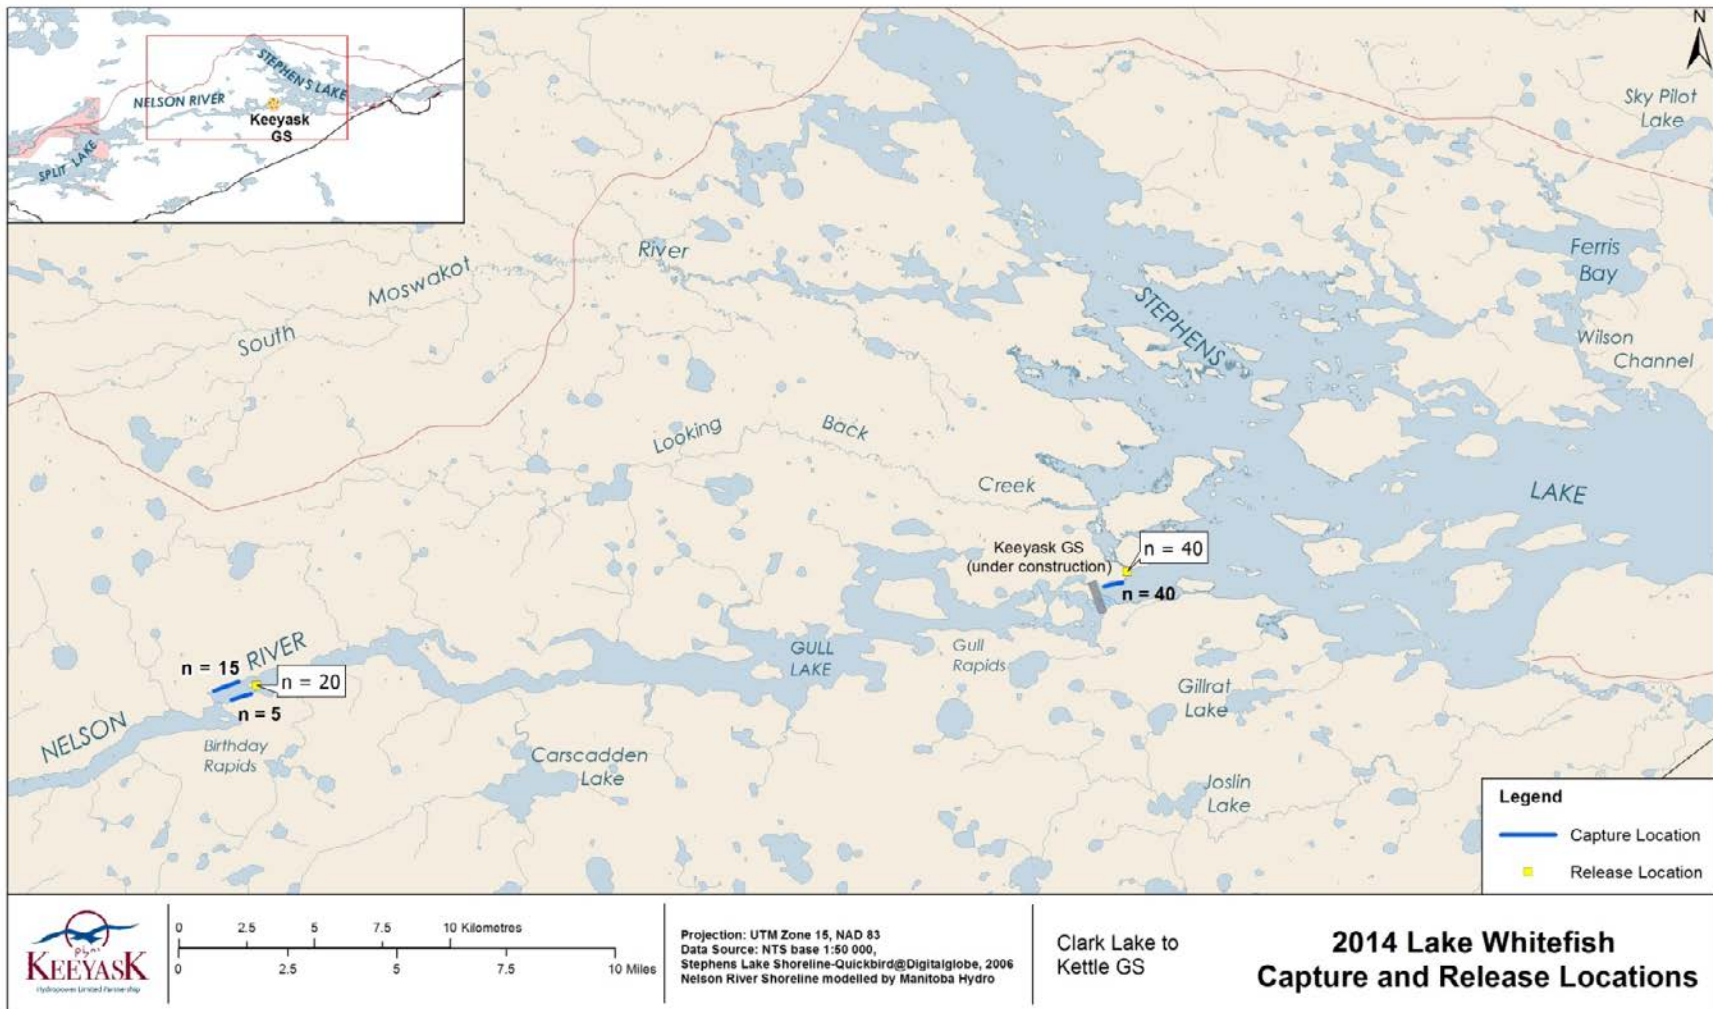 STEPHENS LAKE
NELSON RIVER
Keeyask
GS
SPLIT LAKE
N
Sky Pilot
Lake
Ferris
Bay
Wilson
Channel
South Moswakot River
STEPHENS
LAKE
Looking Back Creek
Keeyask GS
(under construction)
n = 40
n = 40
GULL
LAKE
Gull
Rapids
Gillrat
Lake
Joslin
Lake
NELSON RIVER
n = 15
n = 20
n = 5
Birthday
Rapids
Carscadden
Lake
Legend
Capture Location
Release Location
KEEYASK
Hydropower Limited Partnership
0 2.5 5 7.5 10 Kilometres
0 2.5 5 7.5 10 Miles
Projection: UTM Zone 15, NAD 83
Data Source: NTS base 1:50 000,
Stephens Lake Shoreline-Quickbird@Digitalglobe, 2006
Nelson River Shoreline modelled by Manitoba Hydro
Clark Lake to
Kettle GS
2014 Lake Whitefish
Capture and Release Locations